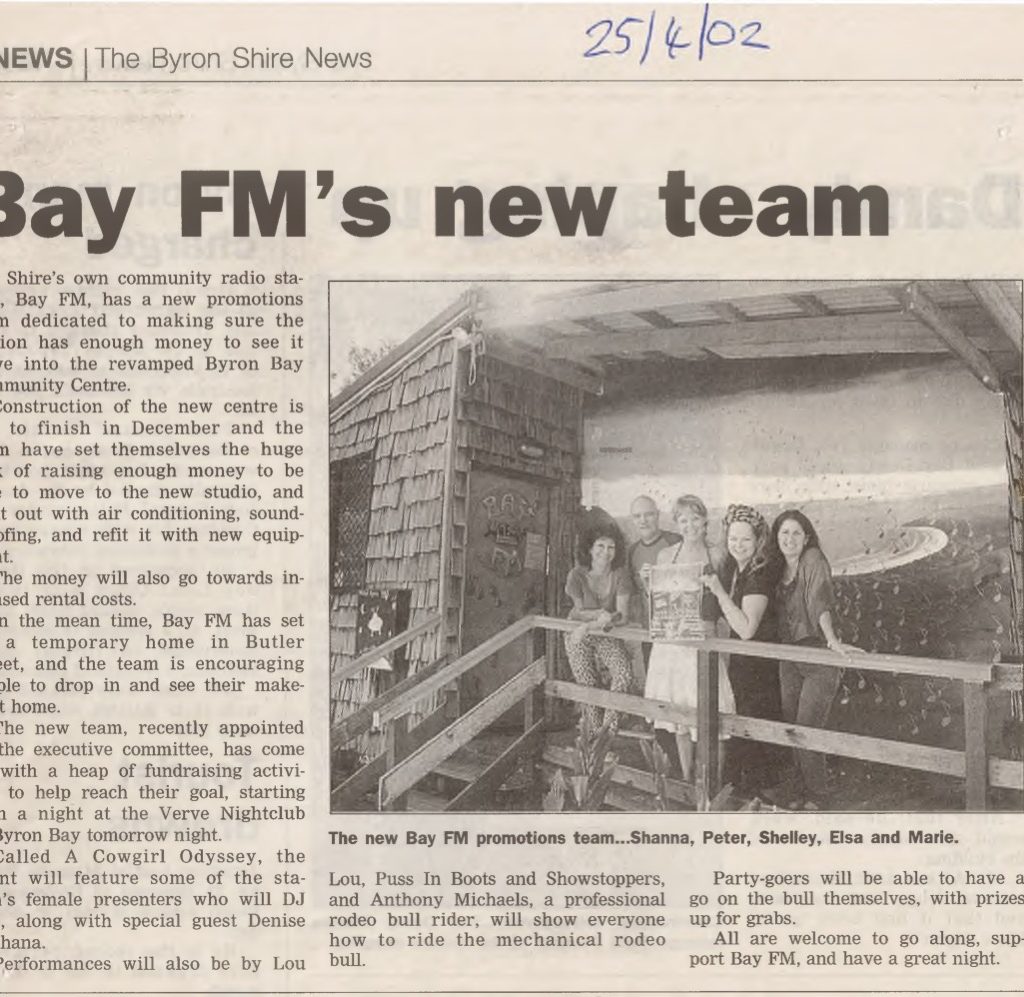 25/4/02
NEWS | The Byron Shire News
Bay FM's new team
Shire's own community radio sta-
, Bay FM, has a new promotions
m dedicated to making sure the
ion has enough money to see it
ve into the revamped Byron Bay
mmunity Centre.
Construction of the new centre is
to finish in December and the
m have set themselves the huge
k of raising enough money to be
e to move to the new studio, and
t out with air conditioning, sound-
ofing, and refit it with new equip-
nt.
The money will also go towards in-
ased rental costs.
n the mean time, Bay FM has set
a temporary home in Butler
eet, and the team is encouraging
ple to drop in and see their make-
t home.
The new team, recently appointed
the executive committee, has come
with a heap of fundraising activi-
to help reach their goal, starting
h a night at the Verve Nightclub
Byron Bay tomorrow night.
Called A Cowgirl Odyssey, the
nt will feature some of the sta-
n's female presenters who will DJ
, along with special guest Denise
hana.
Performances will also be by Lou
BAY
The new Bay FM promotions team...Shanna, Peter, Shelley, Elsa and Marie.
Lou, Puss In Boots and Showstoppers,
and Anthony Michaels, a professional
rodeo bull rider, will show everyone
how to ride the mechanical rodeo
bull.
Party-goers will be able to have a
go on the bull themselves, with prizes
up for grabs.
All are welcome to go along, sup-
port Bay FM, and have a great night.